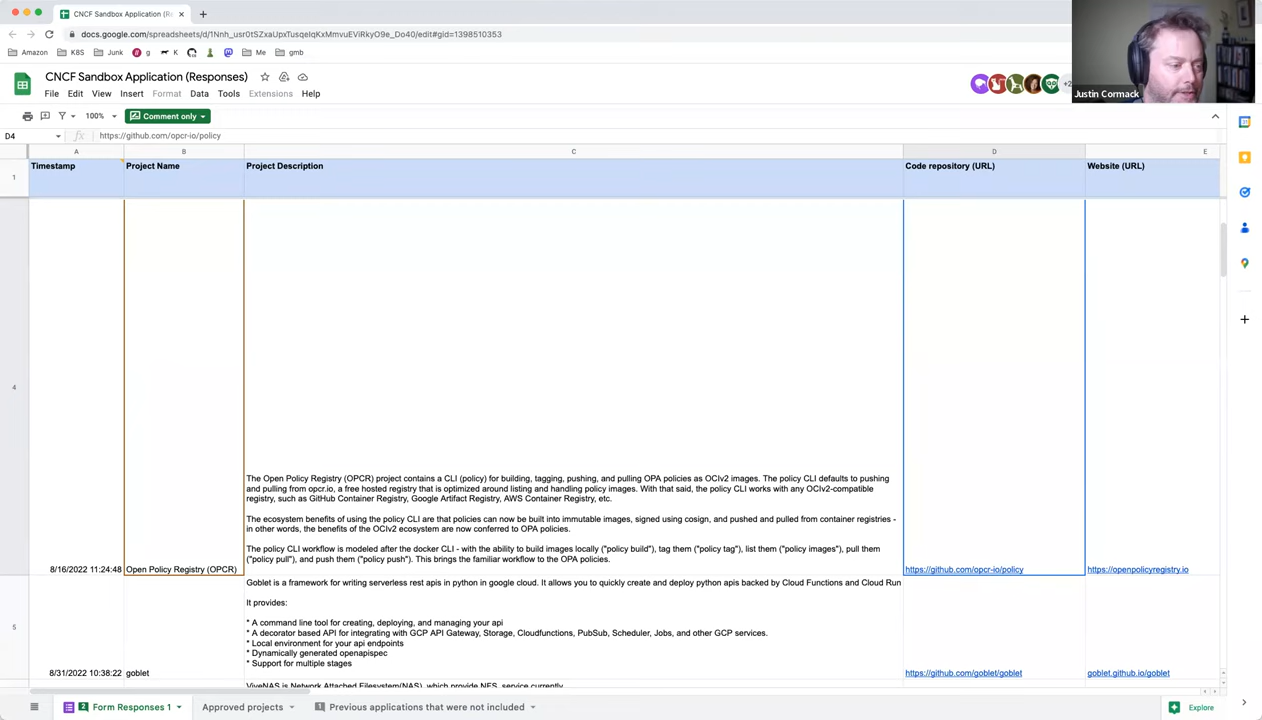 CNCF Sandbox Application (Re
docs.google.com/spreadsheets/d/1Nnh_usr0tSZxaUpxTusqeIqKxMmvuEViRkyO9e_Do40/edit#gid=1398510353
Amazon K8S Junk g K Me gmb
Justin Cormack
CNCF Sandbox Application (Responses)
File Edit View Insert Format Data Tools Extensions Help
+2
100% Comment only
D4 fx https://github.com/opcr-io/policy
A B C D E
1 Timestamp Project Name Project Description Code repository (URL) Website (URL)
4
The Open Policy Registry (OPCR) project contains a CLI (policy) for building, tagging, pushing, and pulling OPA policies as OCIv2 images. The policy CLI defaults to pushing
and pulling from opcr.io, a free hosted registry that is optimized around listing and handling policy images. With that said, the policy CLI works with any OCIv2-compatible
registry, such as GitHub Container Registry, Google Artifact Registry, AWS Container Registry, etc.
The ecosystem benefits of using the policy CLI are that policies can now be built into immutable images, signed using cosign, and pushed and pulled from container registries -
in other words, the benefits of the OCIv2 ecosystem are now conferred to OPA policies.
The policy CLI workflow is modeled after the docker CLI - with the ability to build images locally ("policy build"), tag them ("policy tag"), list them ("policy images"), pull them
("policy pull"), and push them ("policy push"). This brings the familiar workflow to the OPA policies.
8/16/2022 11:24:48 Open Policy Registry (OPCR) https://github.com/opcr-io/policy https://openpolicyregistry.io
Goblet is a framework for writing serverless rest apis in python in google cloud. It allows you to quickly create and deploy python apis backed by Cloud Functions and Cloud Run
It provides:
* A command line tool for creating, deploying, and managing your api
5
* A decorator based API for integrating with GCP API Gateway, Storage, Cloudfunctions, PubSub, Scheduler, Jobs, and other GCP services.
* Local environment for your api endpoints
* Dynamically generated openapispec
* Support for multiple stages
8/31/2022 10:38:22 goblet https://github.com/goblet/goblet goblet.github.io/goblet
ViveNAS is Network Attached Filesystem(NAS), which provide NFS service currently
2 Form Responses 1 Approved projects 1 Previous applications that were not included Explore